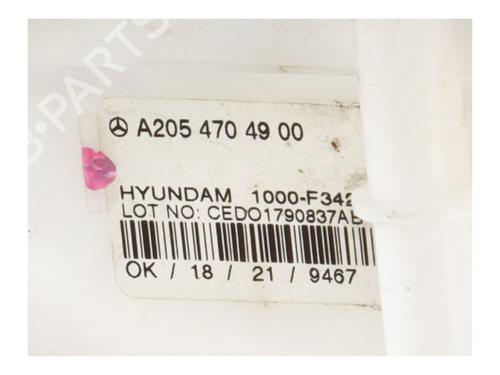 B-PARTS
A205 470 49 00
HYUNDAM 1000-F342
LOT NO: CEDO1790837AB
OK / 18 / 21 / 9467